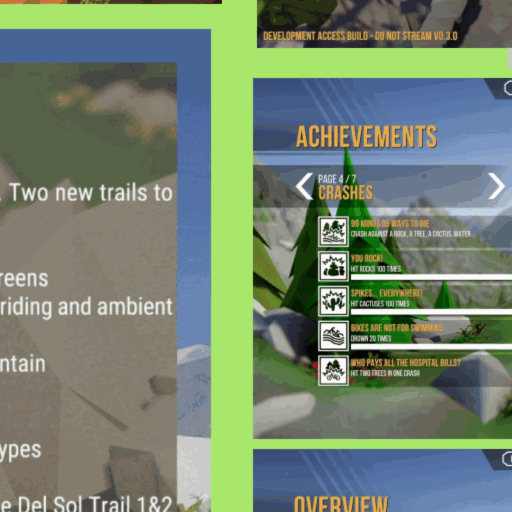 DEVELOPMENT ACCESS BUILD - DO NOT STREAM V0.3.0
. Two new trails to
reens
riding and ambient
ntain
ypes
e Del Sol Trail 1&2
ACHIEVEMENTS
PAGE 4 / 7
CRASHES
99 MINUS 86 WAYS TO DIE
CRASH AGAINST A ROCK, A TREE, A CACTUS, WATER
YOU ROCK!
HIT ROCKS 100 TIMES
SPIKES... EVERYWHERE!
HIT CACTUSES 100 TIMES
BIKES ARE NOT FOR SWIMMING
DROWN 20 TIMES
WHO PAYS ALL THE HOSPITAL BILLS?
HIT TWO TREES IN ONE CRASH
OVERVIEW